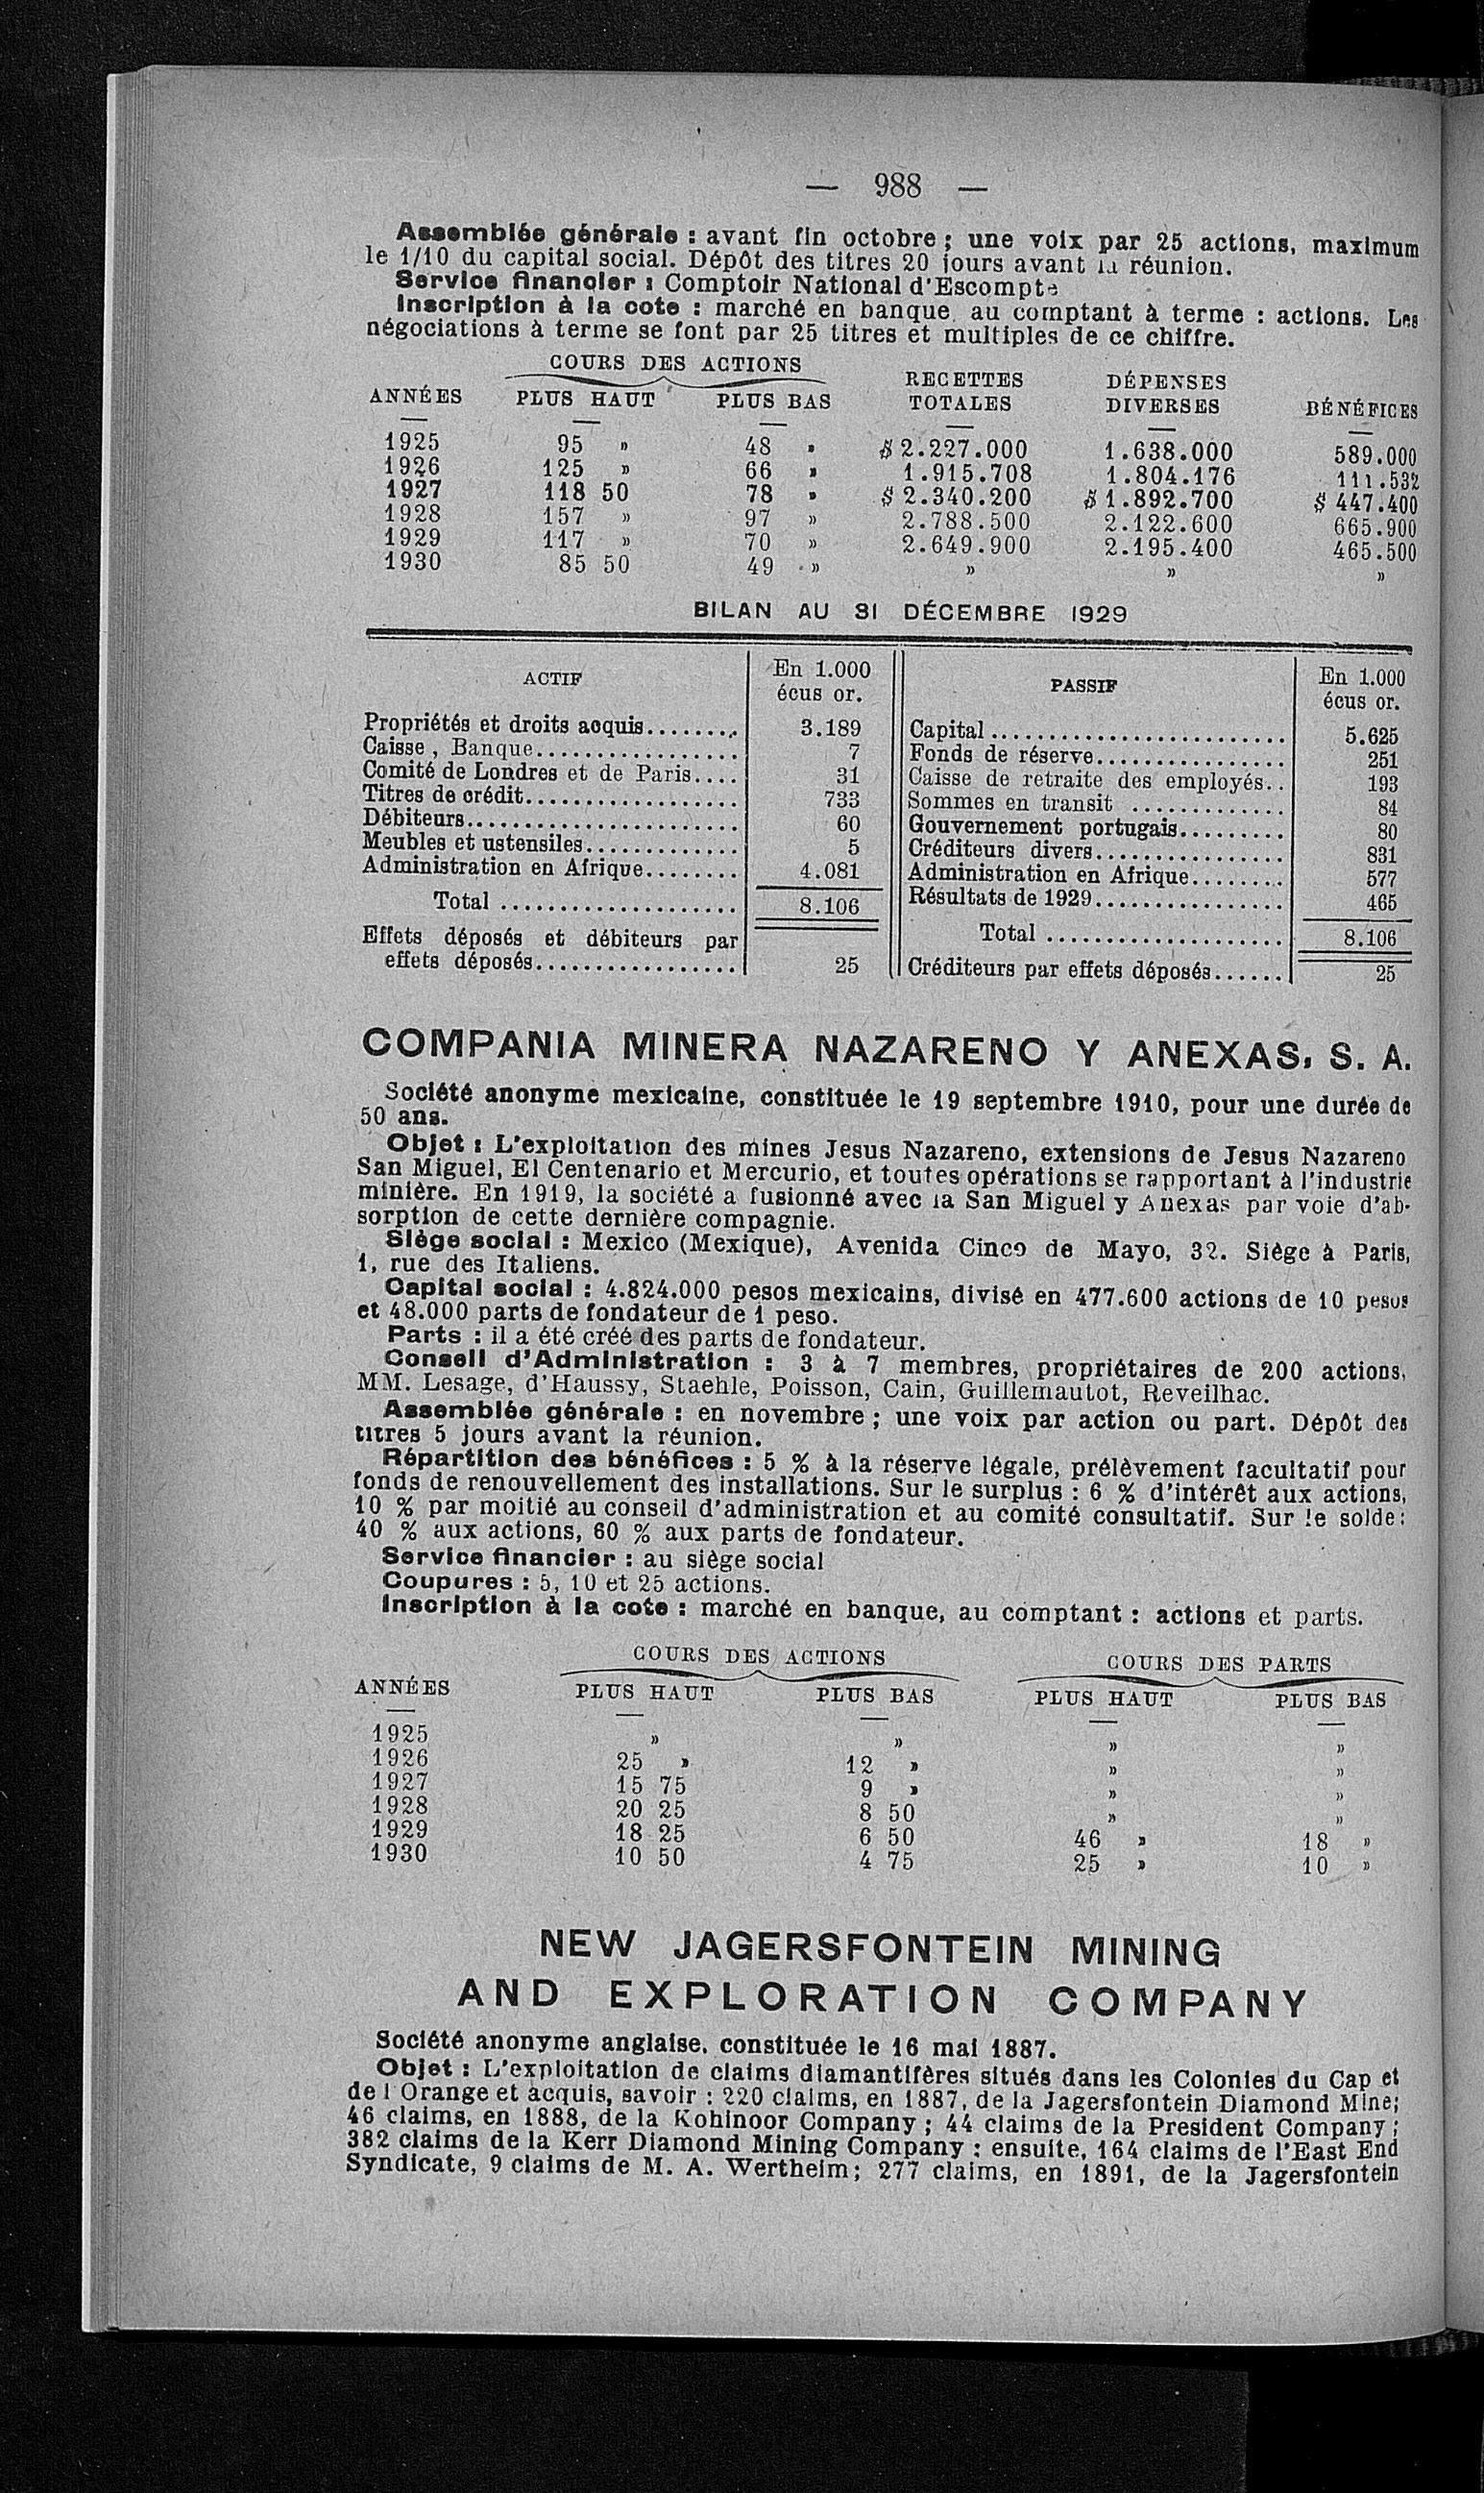 — 988 —
Assemblée générale : avant fin octobre ; une voix par 25 actions, maximum
le 1/10 du capital social. Dépôt des titres 20 jours avant la réunion.
Service financier : Comptoir National d'Escompte
Inscription à la cote : marché en banque au comptant à terme : actions. Les
négociations à terme se font par 25 titres et multiples de ce chiffre.
COURS DES ACTIONS
ANNÉES PLUS HAUT PLUS BAS RECETTES TOTALES DÉPENSES DIVERSES BÉNÉFICES
1925 95 » 48 » $ 2.227.000 1.638.000 589.000
1926 125 » 66 » 1.915.708 1.804.176 111.532
1927 118 50 78 » $ 2.340.200 $ 1.892.700 $ 447.400
1928 157 » 97 » 2.788.500 2.122.600 665.900
1929 117 » 70 » 2.649.900 2.195.400 465.500
1930 85 50 49 » » » »
BILAN AU 31 DÉCEMBRE 1929
ACTIF En 1.000 écus or. PASSIF En 1.000 écus or.
Propriétés et droits acquis........ 3.189 Capital......................... 5.625
Caisse, Banque................. 7 Fonds de réserve................ 251
Comité de Londres et de Paris.... 31 Caisse de retraite des employés.. 193
Titres de crédit.................. 733 Sommes en transit ............. 84
Débiteurs....................... 60 Gouvernement portugais......... 80
Meubles et ustensiles............. 5 Créditeurs divers................ 831
Administration en Afrique........ 4.081 Administration en Afrique........ 577
Résultats de 1929................ 465
Total .................... 8.106 Total .................... 8.106
Effets déposés et débiteurs par
effets déposés................. 25 Créditeurs par effets déposés...... 25
COMPANIA MINERA NAZARENO Y ANEXAS, S. A.
Société anonyme mexicaine, constituée le 19 septembre 1910, pour une durée de
50 ans.
Objet : L'exploitation des mines Jesus Nazareno, extensions de Jesus Nazareno
San Miguel, El Centenario et Mercurio, et toutes opérations se rapportant à l'industrie
minière. En 1919, la société a fusionné avec la San Miguel y Anexas par voie d'ab-
sorption de cette dernière compagnie.
Siège social : Mexico (Mexique), Avenida Cinco de Mayo, 32. Siège à Paris,
1, rue des Italiens.
Capital social : 4.824.000 pesos mexicains, divisé en 477.600 actions de 10 pesos
et 48.000 parts de fondateur de 1 peso.
Parts : il a été créé des parts de fondateur.
Conseil d'Administration : 3 à 7 membres, propriétaires de 200 actions,
MM. Lesage, d'Haussy, Staehle, Poisson, Cain, Guillemautot, Reveilhac.
Assemblée générale : en novembre ; une voix par action ou part. Dépôt des
titres 5 jours avant la réunion.
Répartition des bénéfices : 5 % à la réserve légale, prélèvement facultatif pour
fonds de renouvellement des installations. Sur le surplus : 6 % d'intérêt aux actions,
10 % par moitié au conseil d'administration et au comité consultatif. Sur le solde :
40 % aux actions, 60 % aux parts de fondateur.
Service financier : au siège social
Coupures : 5, 10 et 25 actions.
Inscription à la cote : marché en banque, au comptant : actions et parts.
COURS DES ACTIONS COURS DES PARTS
ANNÉES PLUS HAUT PLUS BAS PLUS HAUT PLUS BAS
1925 » » » »
1926 25 » 12 » » »
1927 15 75 9 » » »
1928 20 25 8 50 » »
1929 18 25 6 50 46 » 18 »
1930 10 50 4 75 25 » 10 »
NEW JAGERSFONTEIN MINING
AND EXPLORATION COMPANY
Société anonyme anglaise, constituée le 16 mai 1887.
Objet : L'exploitation de claims diamantifères situés dans les Colonies du Cap et
de l'Orange et acquis, savoir : 220 claims, en 1887, de la Jagersfontein Diamond Mine;
46 claims, en 1888, de la Kohinoor Company ; 44 claims de la President Company ;
382 claims de la Kerr Diamond Mining Company ; ensuite, 164 claims de l'East End
Syndicate, 9 claims de M. A. Wertheim; 277 claims, en 1891, de la Jagersfontein